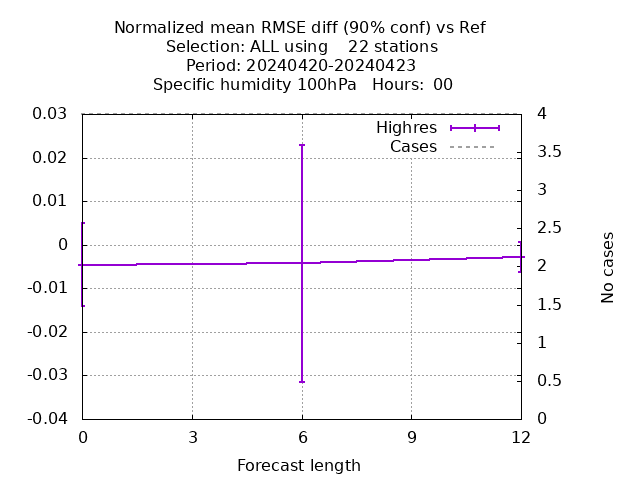 Normalized mean RMSE diff (90% conf) vs Ref
Selection: ALL using    22 stations
Period: 20240420-20240423
Specific humidity 100hPa   Hours:  00
Highres
Cases
0.03
0.02
0.01
0
-0.01
-0.02
-0.03
-0.04
4
3.5
3
2.5
2
1.5
1
0.5
0
No cases
0
3
6
9
12
Forecast length